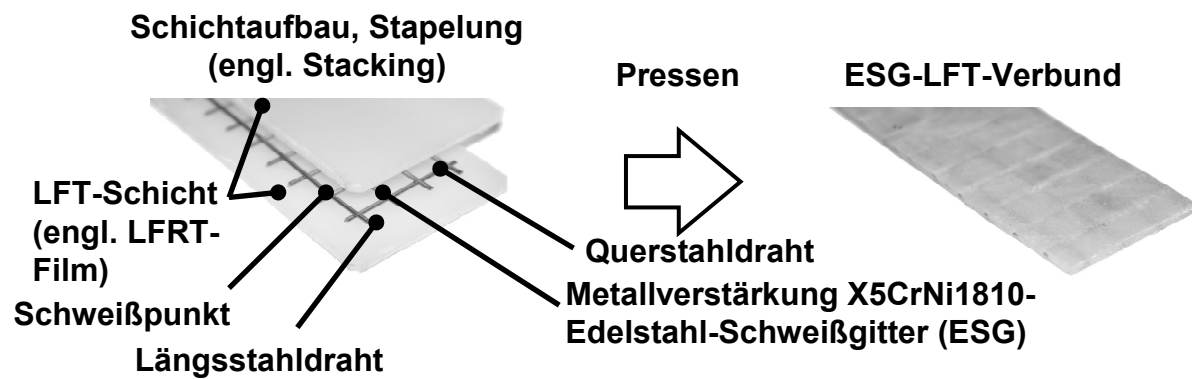 Schichtaufbau, Stapelung
(engl. Stacking)
Pressen
ESG-LFT-Verbund
LFT-Schicht
(engl. LFRT-
Film)
Schweißpunkt
Längsstahldraht
Querstahldraht
Metallverstärkung X5CrNi1810-
Edelstahl-Schweißgitter (ESG)